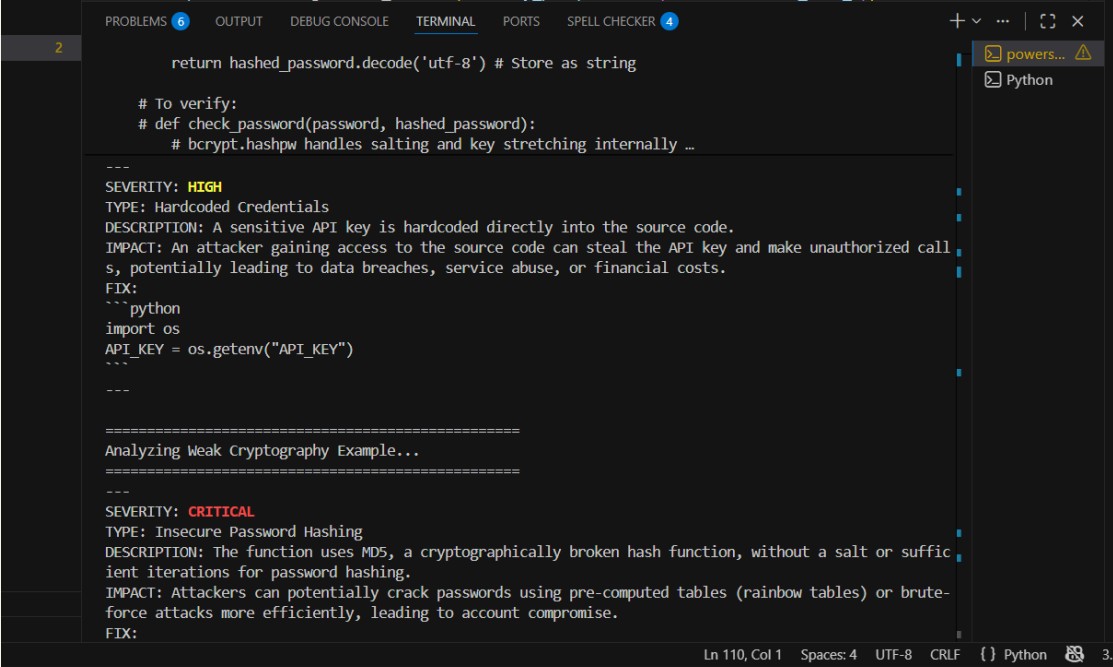 PROBLEMS 6 OUTPUT DEBUG CONSOLE TERMINAL PORTS SPELL CHECKER 4
2
powers...
Python
return hashed_password.decode('utf-8') # Store as string
# To verify:
# def check_password(password, hashed_password):
# bcrypt.hashpw handles salting and key stretching internally …
---
SEVERITY: HIGH
TYPE: Hardcoded Credentials
DESCRIPTION: A sensitive API key is hardcoded directly into the source code.
IMPACT: An attacker gaining access to the source code can steal the API key and make unauthorized call
s, potentially leading to data breaches, service abuse, or financial costs.
FIX:
```python
import os
API_KEY = os.getenv("API_KEY")
```
---
==================================================
Analyzing Weak Cryptography Example...
==================================================
---
SEVERITY: CRITICAL
TYPE: Insecure Password Hashing
DESCRIPTION: The function uses MD5, a cryptographically broken hash function, without a salt or suffic
ient iterations for password hashing.
IMPACT: Attackers can potentially crack passwords using pre-computed tables (rainbow tables) or brute-
force attacks more efficiently, leading to account compromise.
FIX:
Ln 110, Col 1 Spaces: 4 UTF-8 CRLF { } Python 3.